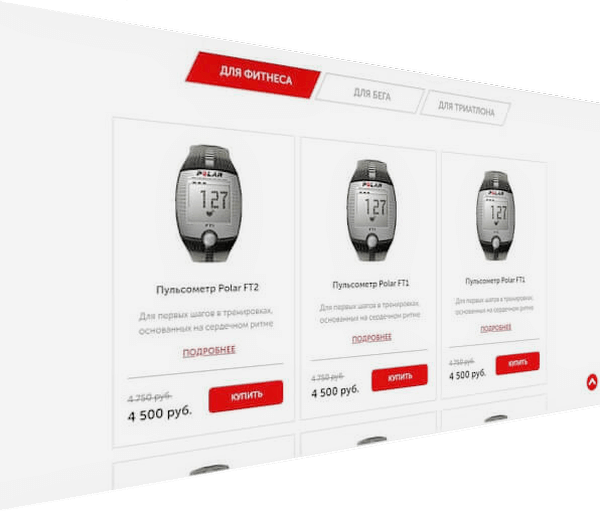 ДЛЯ ФИТНЕСА
ДЛЯ БЕГА
ДЛЯ ТРИАТЛОНА
POLAR
127
FT1
Пульсометр Polar FT2
Для первых шагов в тренировках,
основанных на сердечном ритме
ПОДРОБНЕЕ
4 750 руб.
4 500 руб.
КУПИТЬ
POLAR
127
FT1
Пульсометр Polar FT1
Для первых шагов в тренировках,
основанных на сердечном ритме
ПОДРОБНЕЕ
4 750 руб.
4 500 руб.
КУПИТЬ
POLAR
127
Пульсометр Polar FT1
Для первых шагов в тренировках,
основанных на сердечном ритме
ПОДРОБНЕЕ
4 750 руб.
4 500 руб.
КУПИТЬ